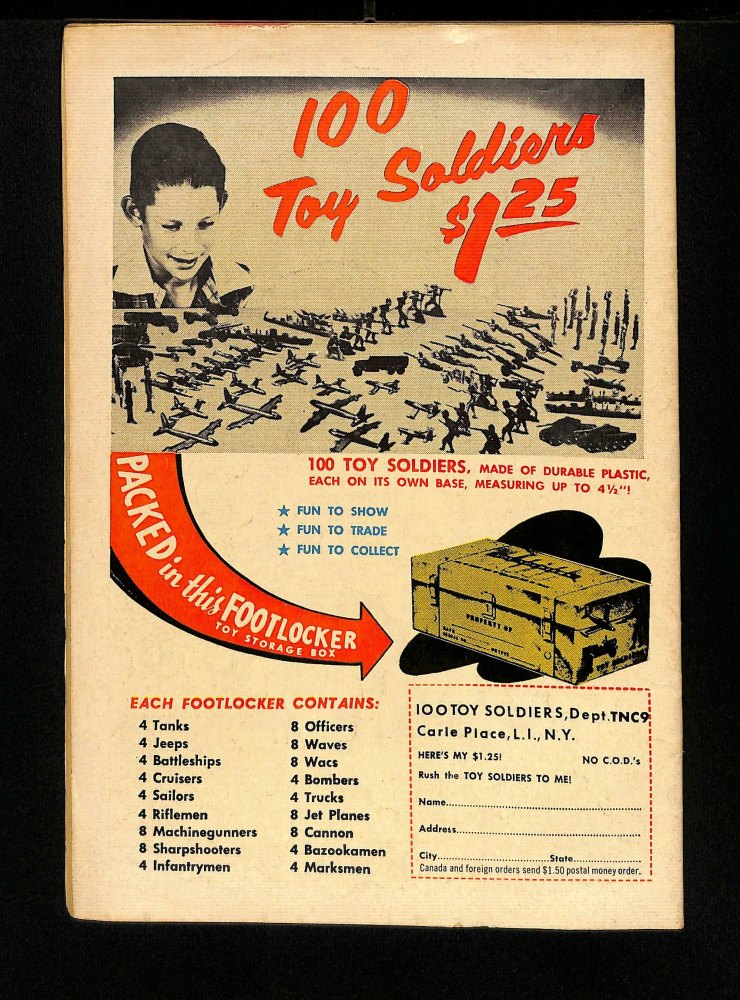 100
Toy Soldiers
$1.25
100 TOY SOLDIERS, MADE OF DURABLE PLASTIC,
EACH ON ITS OWN BASE, MEASURING UP TO 4½"!
★ FUN TO SHOW
★ FUN TO TRADE
★ FUN TO COLLECT
PACKED in this FOOTLOCKER
TOY STORAGE BOX
PROPERTY OF
EACH FOOTLOCKER CONTAINS:
4 Tanks
4 Jeeps
4 Battleships
4 Cruisers
4 Sailors
4 Riflemen
8 Machinegunners
8 Sharpshooters
4 Infantrymen
8 Officers
8 Waves
8 Wacs
4 Bombers
4 Trucks
8 Jet Planes
8 Cannon
4 Bazookamen
4 Marksmen
100 TOY SOLDIERS, Dept. TNC9
Carle Place, L.I., N.Y.
HERE'S MY $1.25! NO C.O.D.'s
Rush the TOY SOLDIERS TO ME!
Name
Address
City State
Canada and foreign orders send $1.50 postal money order.